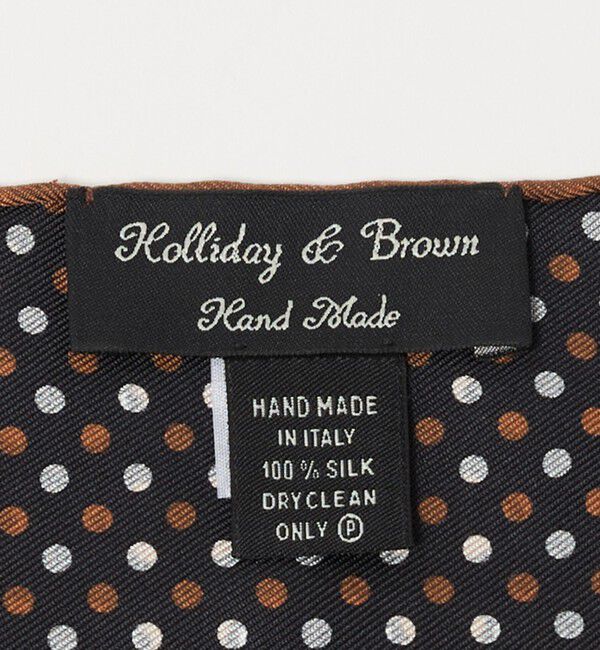 Holliday & Brown
Hand Made
HAND MADE
IN ITALY
100 % SILK
DRYCLEAN
ONLY Ⓟ